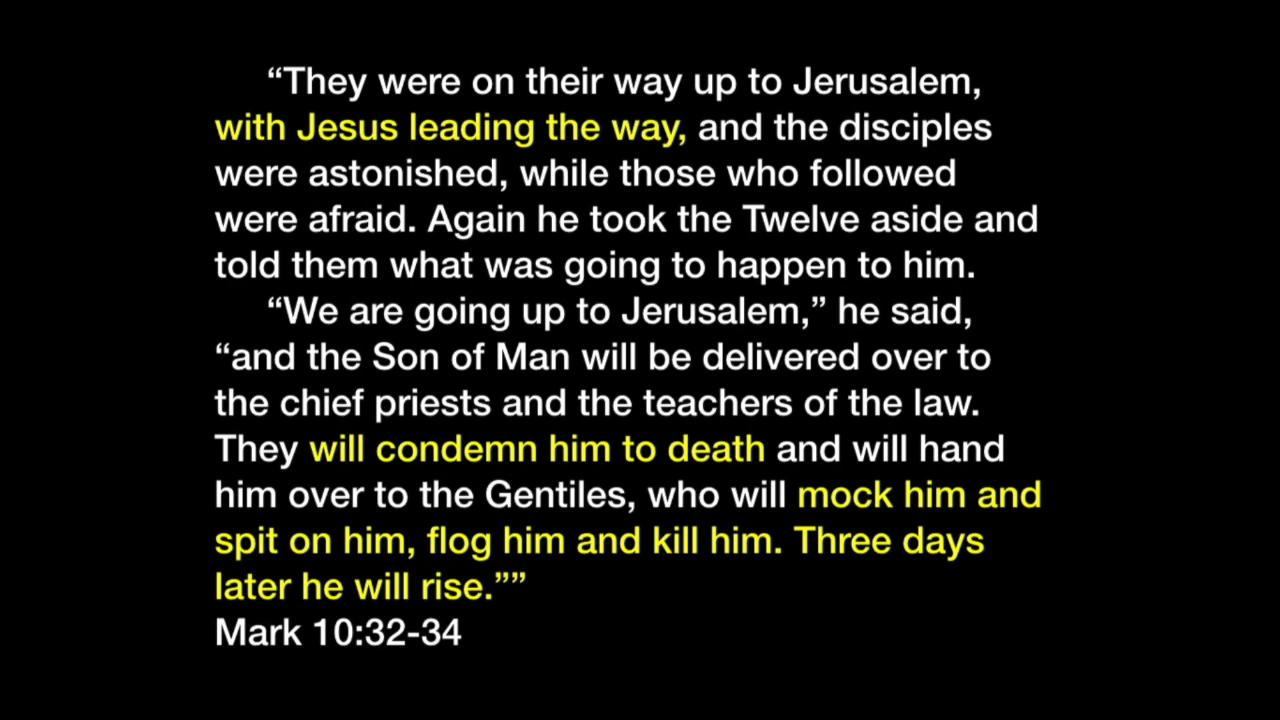 “They were on their way up to Jerusalem,
with Jesus leading the way, and the disciples
were astonished, while those who followed
were afraid. Again he took the Twelve aside and
told them what was going to happen to him.
“We are going up to Jerusalem,” he said,
“and the Son of Man will be delivered over to
the chief priests and the teachers of the law.
They will condemn him to death and will hand
him over to the Gentiles, who will mock him and
spit on him, flog him and kill him. Three days
later he will rise.””
Mark 10:32-34